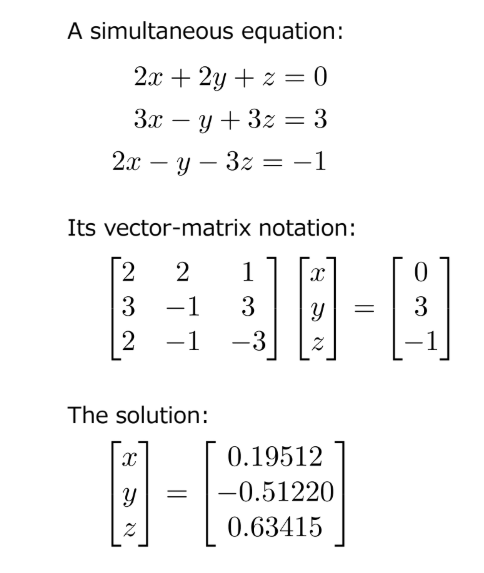 A simultaneous equation:
2x + 2y + z = 0
3x − y + 3z = 3
2x − y − 3z = −1
Its vector-matrix notation:
[2 2 1; 3 −1 3; 2 −1 −3] [x; y; z] = [0; 3; −1]
The solution:
[x; y; z] = [0.19512; −0.51220; 0.63415]